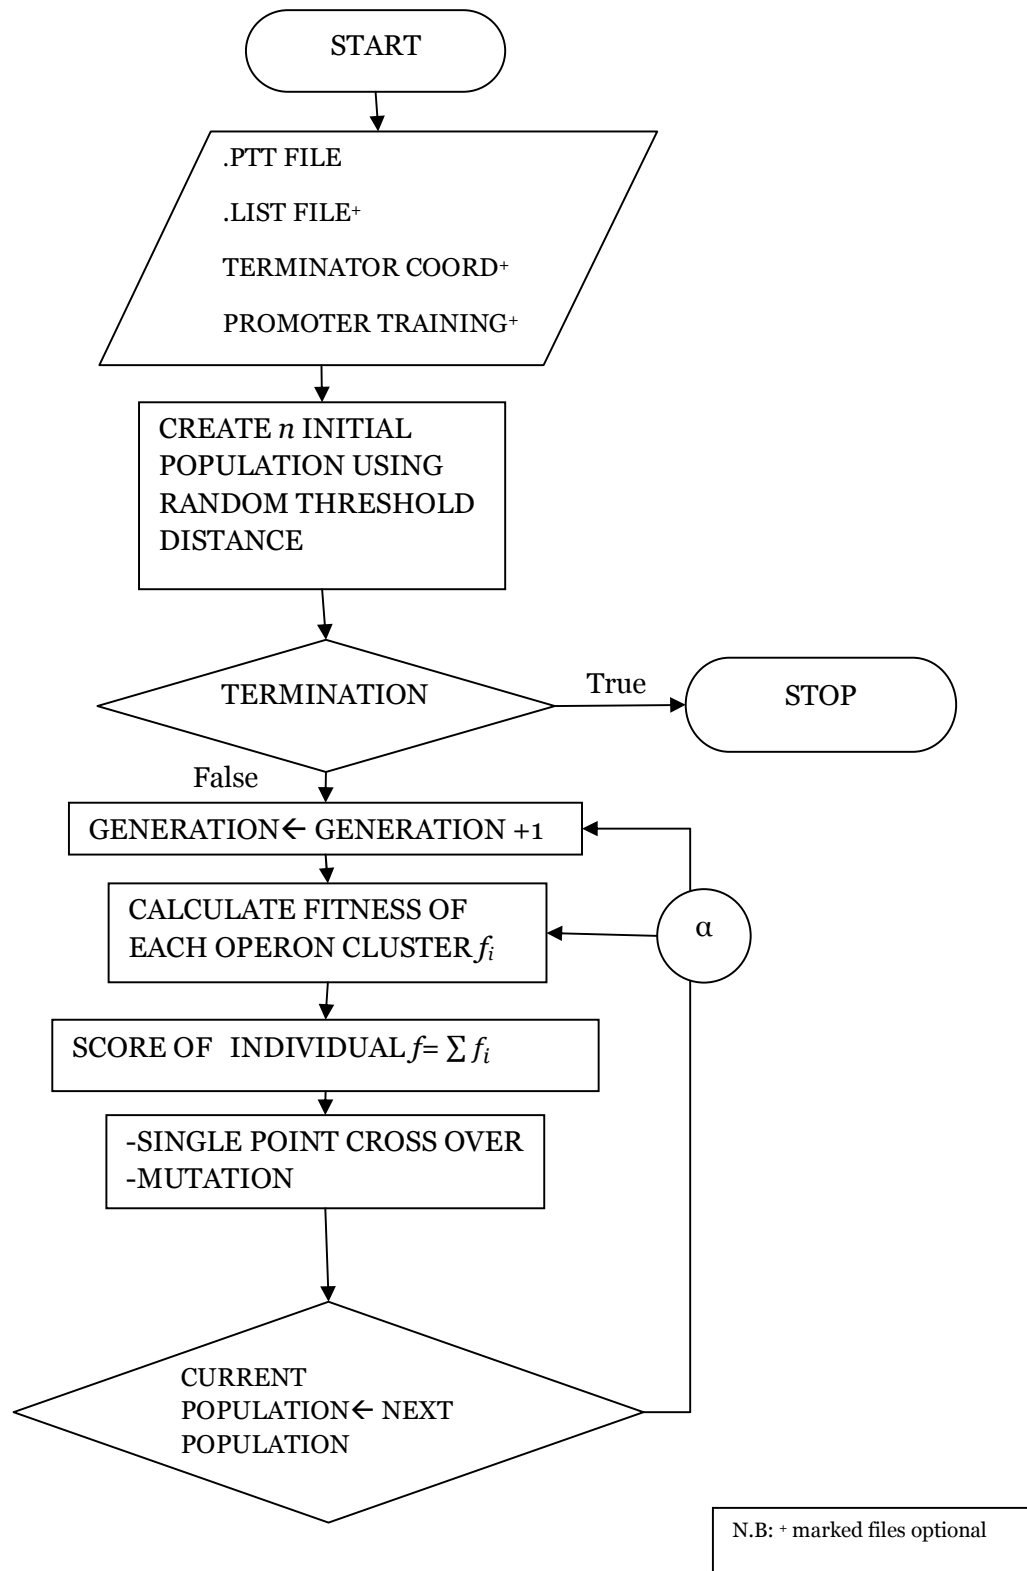 START
.PTT FILE
.LIST FILE⁺
TERMINATOR COORD⁺
PROMOTER TRAINING⁺
CREATE n INITIAL
POPULATION USING
RANDOM THRESHOLD
DISTANCE
TERMINATION
True
STOP
False
GENERATION← GENERATION +1
CALCULATE FITNESS OF
EACH OPERON CLUSTER fᵢ
α
SCORE OF INDIVIDUAL f= ∑ fᵢ
-SINGLE POINT CROSS OVER
-MUTATION
CURRENT
POPULATION← NEXT
POPULATION
N.B: ⁺ marked files optional